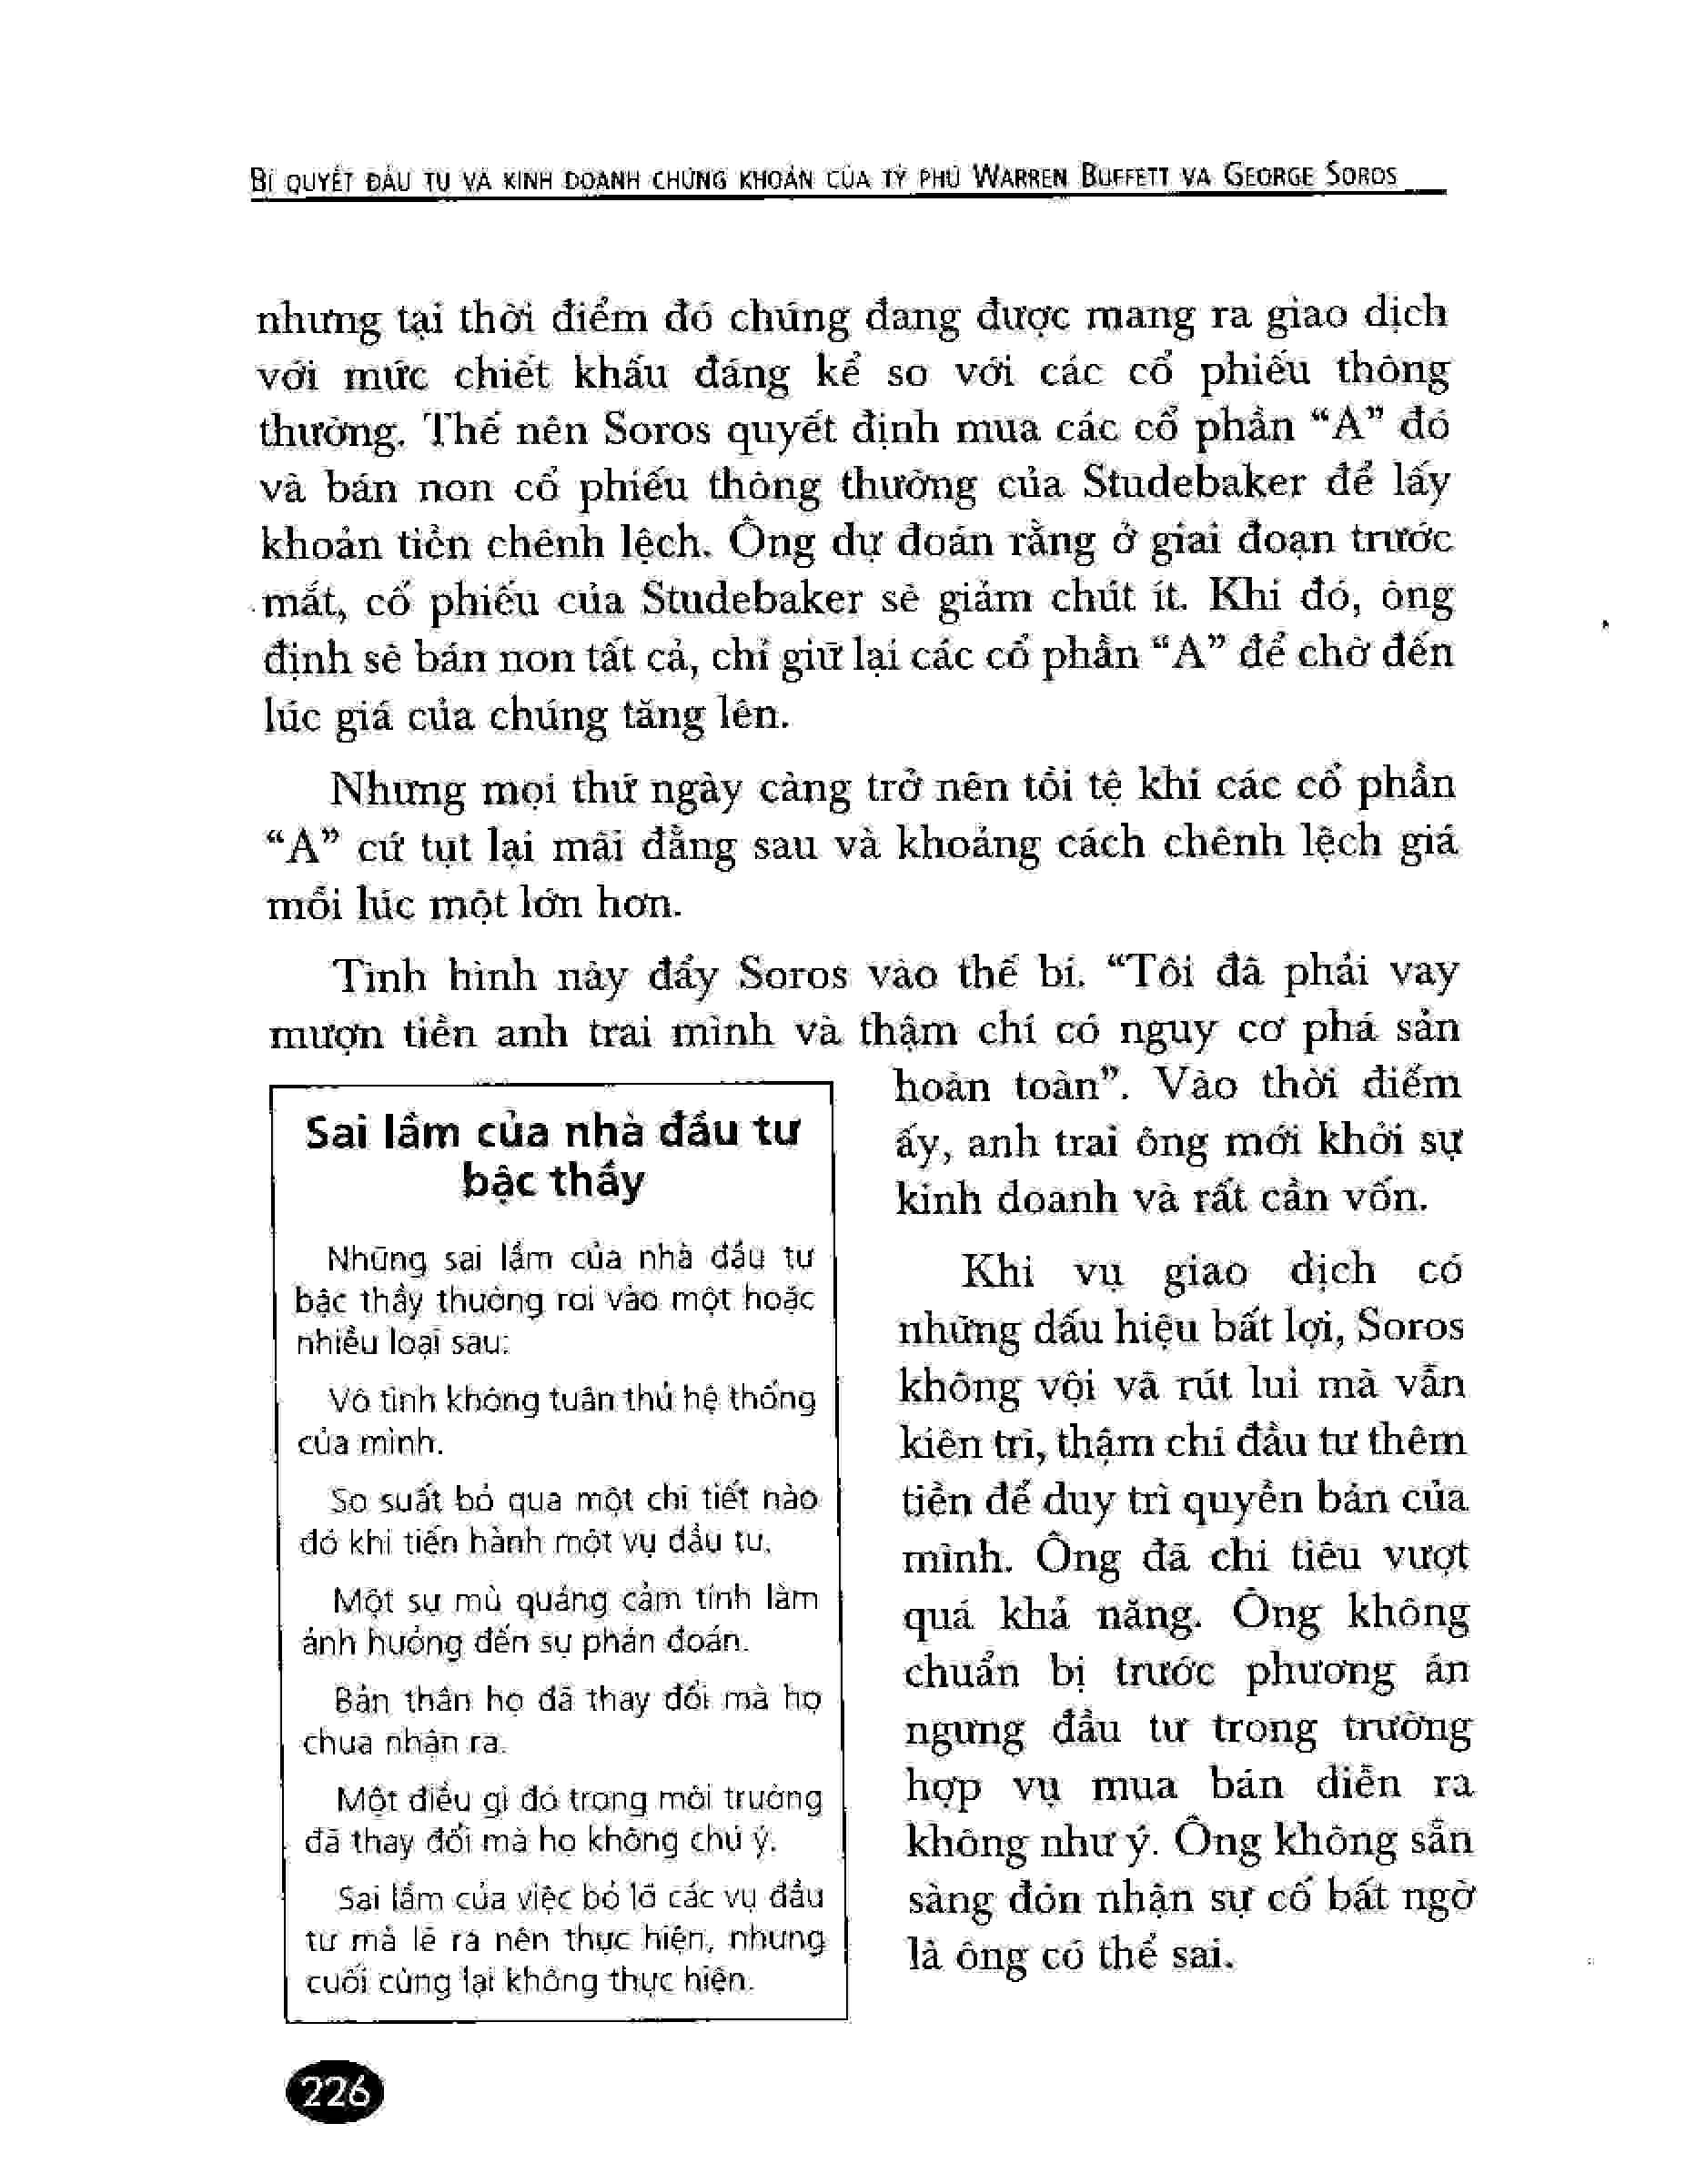 BÍ QUYẾT ĐẦU TƯ VÀ KINH DOANH CHỨNG KHOÁN CỦA TỶ PHÚ WARREN BUFFETT VÀ GEORGE SOROS
nhưng tại thời điểm đó chúng đang được mang ra giao dịch
với mức chiết khấu đáng kể so với các cổ phiếu thông
thường. Thế nên Soros quyết định mua các cổ phần “A” đó
và bán non cổ phiếu thông thường của Studebaker để lấy
khoản tiền chênh lệch. Ông dự đoán rằng ở giai đoạn trước
mắt, cổ phiếu của Studebaker sẽ giảm chút ít. Khi đó, ông
định sẽ bán non tất cả, chỉ giữ lại các cổ phần “A” để chờ đến
lúc giá của chúng tăng lên.
Nhưng mọi thứ ngày càng trở nên tồi tệ khi các cổ phần
“A” cứ tụt lại mãi đằng sau và khoảng cách chênh lệch giá
mỗi lúc một lớn hơn.
Tình hình này đẩy Soros vào thế bí. “Tôi đã phải vay
mượn tiền anh trai mình và thậm chí có nguy cơ phá sản
hoàn toàn”. Vào thời điểm
ấy, anh trai ông mới khởi sự
kinh doanh và rất cần vốn.
Khi vụ giao dịch có
những dấu hiệu bất lợi, Soros
không vội vã rút lui mà vẫn
kiên trì, thậm chí đầu tư thêm
tiền để duy trì quyền bán của
mình. Ông đã chi tiêu vượt
quá khả năng. Ông không
chuẩn bị trước phương án
ngưng đầu tư trong trường
hợp vụ mua bán diễn ra
không như ý. Ông không sẵn
sàng đón nhận sự cố bất ngờ
là ông có thể sai.
Sai lầm của nhà đầu tư
bậc thầy
Những sai lầm của nhà đầu tư
bậc thầy thường rơi vào một hoặc
nhiều loại sau:
Vô tình không tuân thủ hệ thống
của mình.
Sơ suất bỏ qua một chi tiết nào
đó khi tiến hành một vụ đầu tư.
Một sự mù quáng cảm tính làm
ảnh hưởng đến sự phán đoán.
Bản thân họ đã thay đổi mà họ
chưa nhận ra.
Một điều gì đó trong môi trường
đã thay đổi mà họ không chú ý.
Sai lầm của việc bỏ lỡ các vụ đầu
tư mà lẽ ra nên thực hiện, nhưng
cuối cùng lại không thực hiện.
226